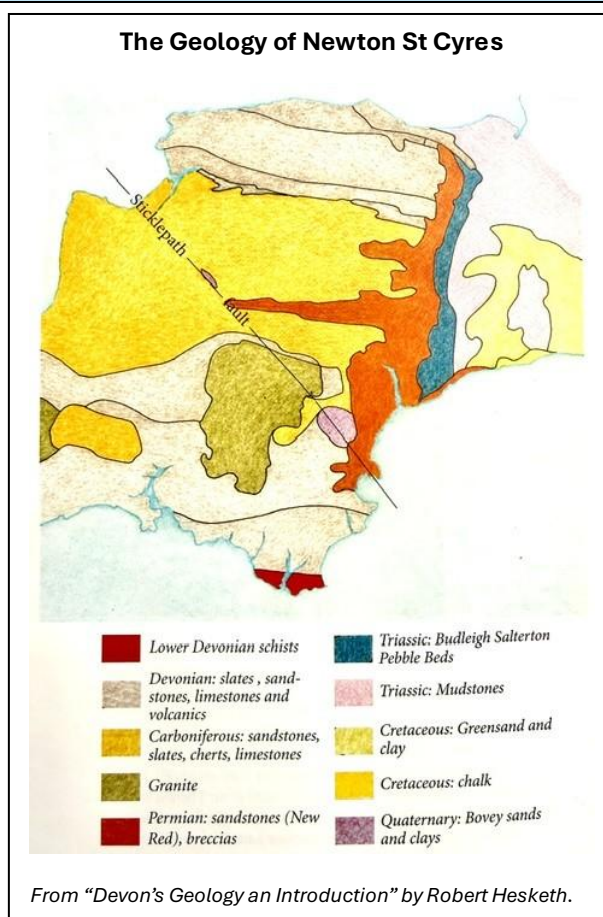 The Geology of Newton St Cyres
Sticklepath
fault
Lower Devonian schists
Devonian: slates , sand-
stones, limestones and
volcanics
Carboniferous: sandstones,
slates, cherts, limestones
Granite
Permian: sandstones (New
Red), breccias
Triassic: Budleigh Salterton
Pebble Beds
Triassic: Mudstones
Cretaceous: Greensand and
clay
Cretaceous: chalk
Quaternary: Bovey sands
and clays
From “Devon’s Geology an Introduction” by Robert Hesketh.